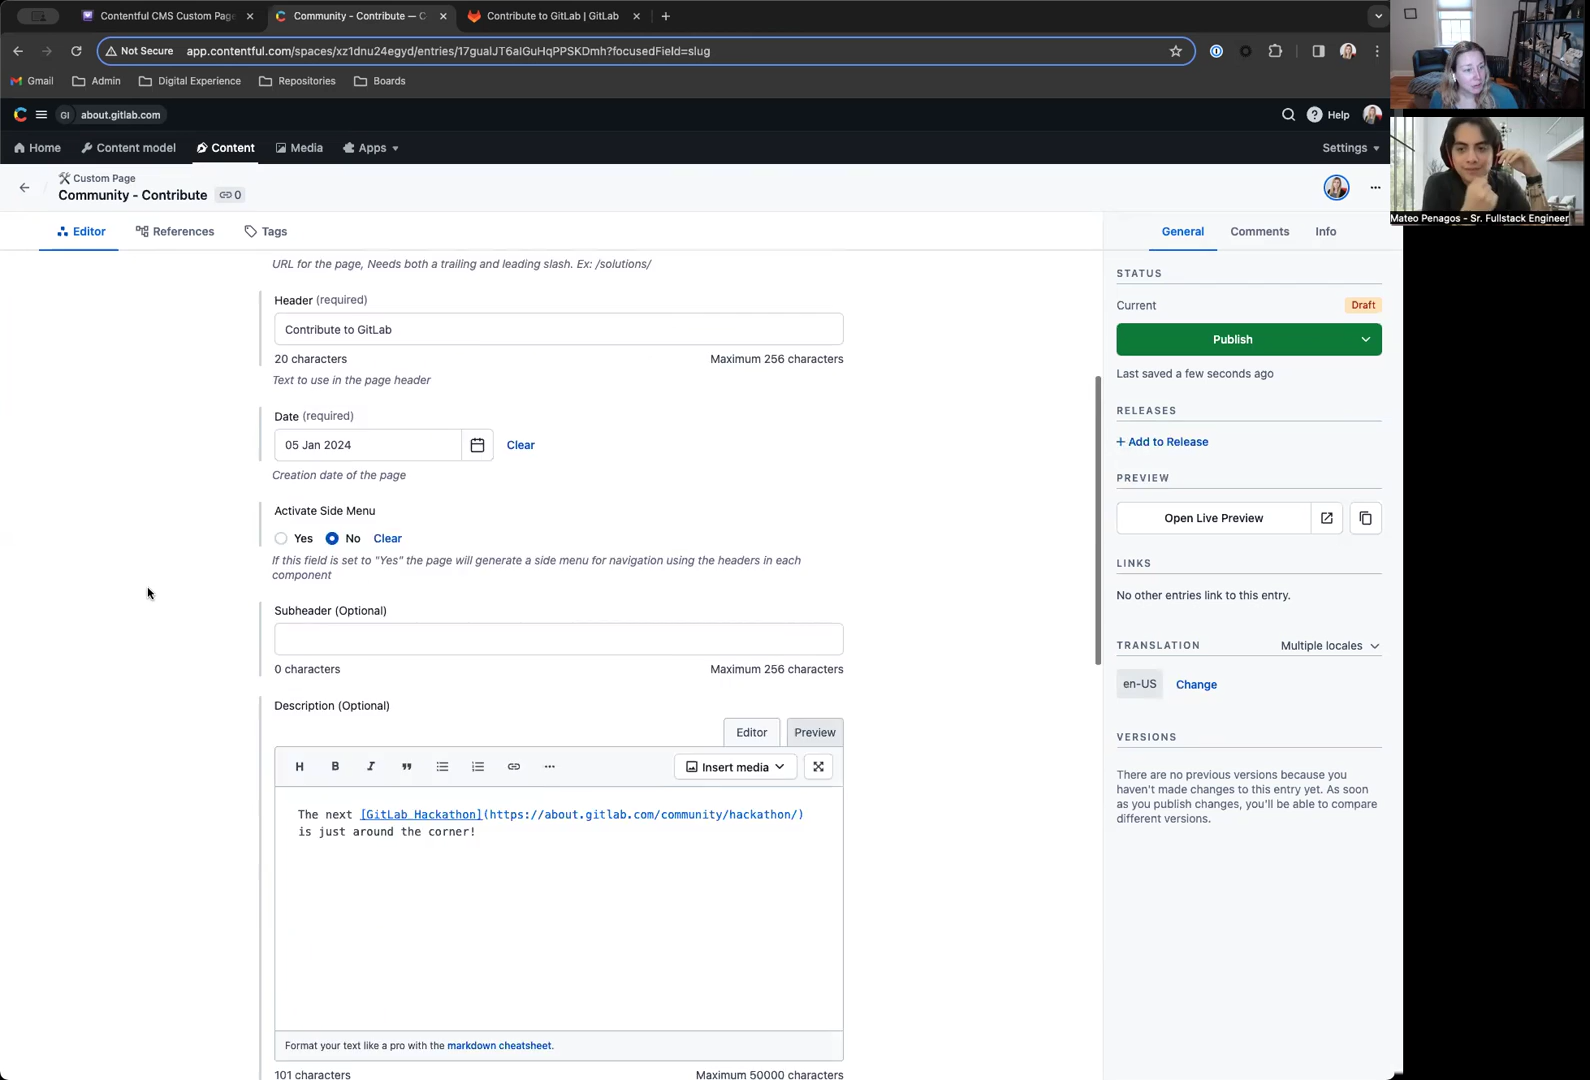 Contentful CMS Custom Page
Community - Contribute — C
Contribute to GitLab | GitLab
Not Secure
app.contentful.com/spaces/xz1dnu24egyd/entries/17gualJT6aIGuHqPPSKDmh?focusedField=slug
Gmail
Admin
Digital Experience
Repositories
Boards
GI
about.gitlab.com
Help
Home
Content model
Content
Media
Apps
Settings
Custom Page
Community - Contribute
0
Mateo Penagos - Sr. Fullstack Engineer
Editor
References
Tags
General
Comments
Info
URL for the page, Needs both a trailing and leading slash. Ex: /solutions/
Header (required)
Contribute to GitLab
20 characters
Maximum 256 characters
Text to use in the page header
Date (required)
05 Jan 2024
Clear
Creation date of the page
Activate Side Menu
Yes
No
Clear
If this field is set to "Yes" the page will generate a side menu for navigation using the headers in each
component
Subheader (Optional)
0 characters
Maximum 256 characters
Description (Optional)
Editor
Preview
H
B
I
Insert media
The next [GitLab Hackathon](https://about.gitlab.com/community/hackathon/)
is just around the corner!
Format your text like a pro with the markdown cheatsheet.
101 characters
Maximum 50000 characters
STATUS
Current
Draft
Publish
Last saved a few seconds ago
RELEASES
+ Add to Release
PREVIEW
Open Live Preview
LINKS
No other entries link to this entry.
TRANSLATION
Multiple locales
en-US
Change
VERSIONS
There are no previous versions because you
haven't made changes to this entry yet. As soon
as you publish changes, you'll be able to compare
different versions.